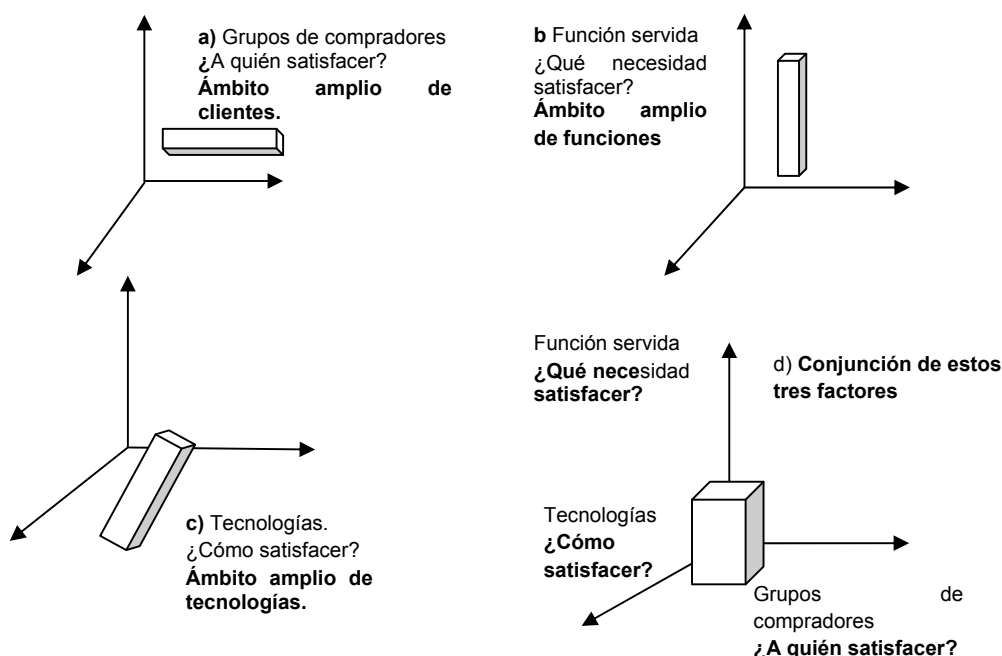 a) Grupos de compradores
¿A quién satisfacer?
Ámbito amplio de
clientes.
b Función servida
¿Qué necesidad
satisfacer?
Ámbito amplio
de funciones
c) Tecnologías.
¿Cómo satisfacer?
Ámbito amplio de
tecnologías.
Función servida
¿Qué necesidad
satisfacer?
d) Conjunción de estos
tres factores
Tecnologías
¿Cómo
satisfacer?
Grupos de
compradores
¿A quién satisfacer?